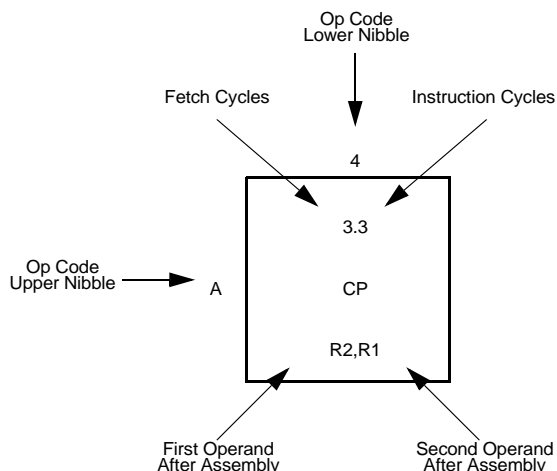 Op Code
Lower Nibble
Fetch Cycles
Instruction Cycles
4
3.3
Op Code
Upper Nibble
A
CP
R2,R1
First Operand
After Assembly
Second Operand
After Assembly